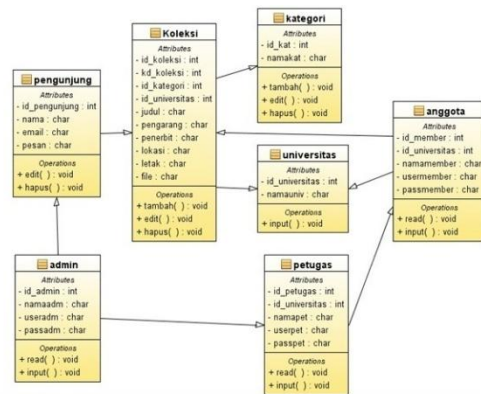 pengunjung
Attributes
- id_pengunjung : int
- nama : char
- email : char
- pesan : char
Operations
+ edit( ) : void
+ hapus( ) : void
Koleksi
Attributes
- id_koleksi : int
- kd_koleksi : int
- id_kategori : int
- id_universitas : int
- judul : char
- pengarang : char
- penerbit : char
- lokasi : char
- letak : char
- file : char
Operations
+ tambah( ) : void
+ edit( ) : void
+ hapus( ) : void
kategori
Attributes
- id_kat : int
- namakat : char
Operations
+ tambah( ) : void
+ edit( ) : void
+ hapus( ) : void
universitas
Attributes
- id_universitas : int
- namauniv : char
Operations
+ input( ) : void
anggota
Attributes
- id_member : int
- id_universitas : int
- namamember : char
- usermember : char
- passmember : char
Operations
+ read( ) : void
+ input( ) : void
admin
Attributes
- id_admin : int
- namaadm : char
- useradm : char
- passadm : char
Operations
+ read( ) : void
+ input( ) : void
petugas
Attributes
- id_petugas : int
- id_universitas : int
- namapet : char
- userpet : char
- passpet : char
Operations
+ read( ) : void
+ input( ) : void